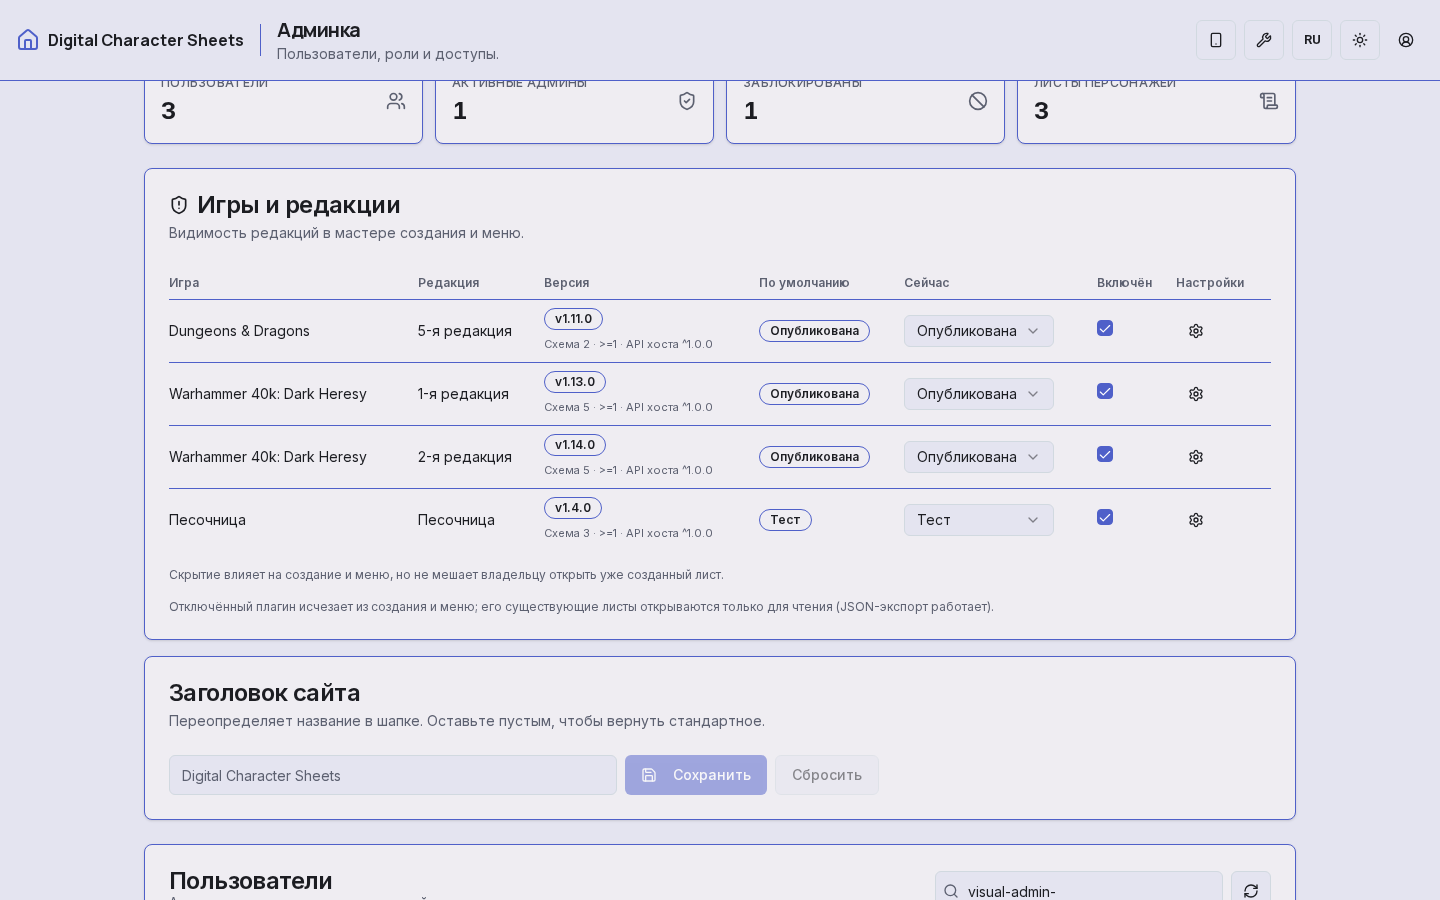 Digital Character Sheets
Админка
Пользователи, роли и доступы.
RU
ПОЛЬЗОВАТЕЛИ
АКТИВНЫЕ АДМИНЫ
ЗАБЛОКИРОВАНЫ
ЛИСТЫ ПЕРСОНАЖЕЙ
3
1
1
3
Игры и редакции
Видимость редакций в мастере создания и меню.
Игра Редакция Версия По умолчанию Сейчас Включён Настройки
Dungeons & Dragons 5-я редакция v1.11.0 Опубликована Опубликована
Схема 2 · >=1 · API хоста ^1.0.0
Warhammer 40k: Dark Heresy 1-я редакция v1.13.0 Опубликована Опубликована
Схема 5 · >=1 · API хоста ^1.0.0
Warhammer 40k: Dark Heresy 2-я редакция v1.14.0 Опубликована Опубликована
Схема 5 · >=1 · API хоста ^1.0.0
Песочница Песочница v1.4.0 Тест Тест
Схема 3 · >=1 · API хоста ^1.0.0
Скрытие влияет на создание и меню, но не мешает владельцу открыть уже созданный лист.
Отключённый плагин исчезает из создания и меню; его существующие листы открываются только для чтения (JSON-экспорт работает).
Заголовок сайта
Переопределяет название в шапке. Оставьте пустым, чтобы вернуть стандартное.
Digital Character Sheets
Сохранить
Сбросить
Пользователи
visual-admin-